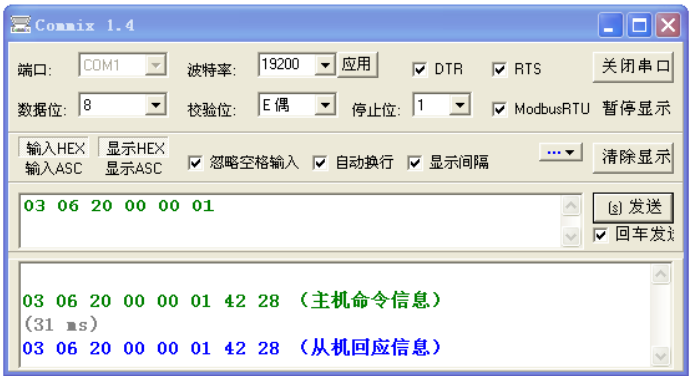 Commix 1.4
端口: COM1 波特率: 19200 应用 DTR RTS 关闭串口
数据位: 8 校验位: E偶 停止位: 1 ModbusRTU 暂停显示
输入HEX 显示HEX
输入ASC 显示ASC 忽略空格输入 自动换行 显示间隔 ... 清除显示
03 06 20 00 00 01 (s) 发送
回车发送
03 06 20 00 00 01 42 28 (主机命令信息)
(31 ms)
03 06 20 00 00 01 42 28 (从机回应信息)